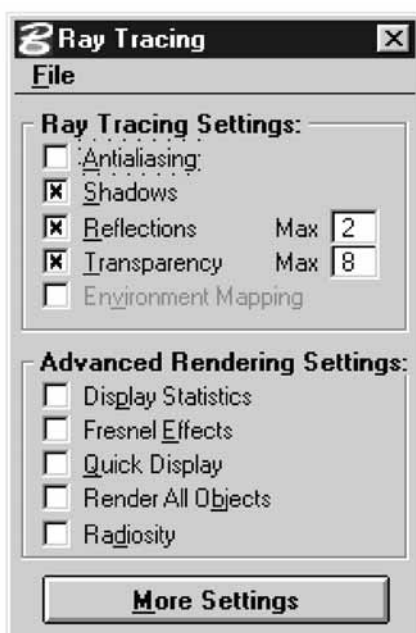 Ray Tracing
File
Ray Tracing Settings:
Antialiasing:
Shadows
Reflections Max 2
Transparency Max 8
Environment Mapping
Advanced Rendering Settings:
Display Statistics
Fresnel Effects
Quick Display
Render All Objects
Radiosity
More Settings